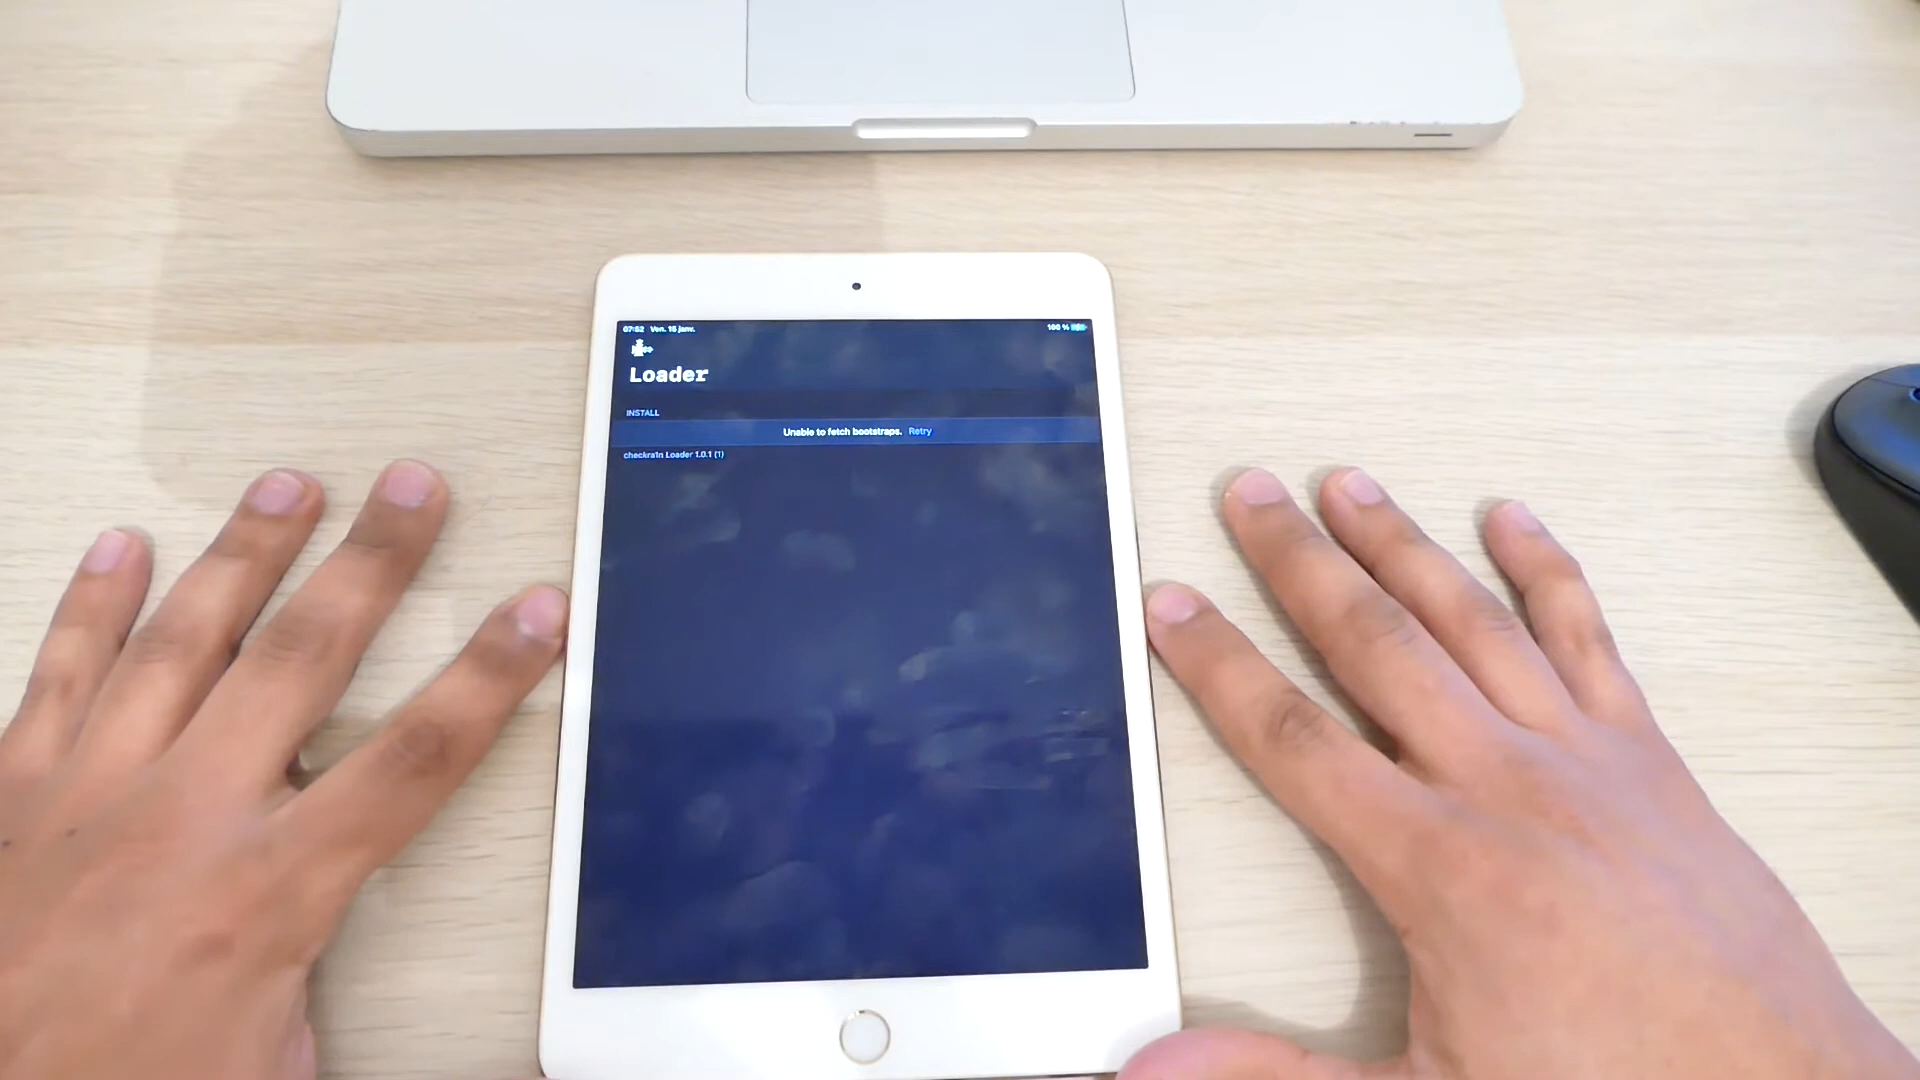 07:52 Ven. 15 janv.
100 %
Loader
INSTALL
Unable to fetch bootstraps. Retry
checkra1n Loader 1.0.1 (1)